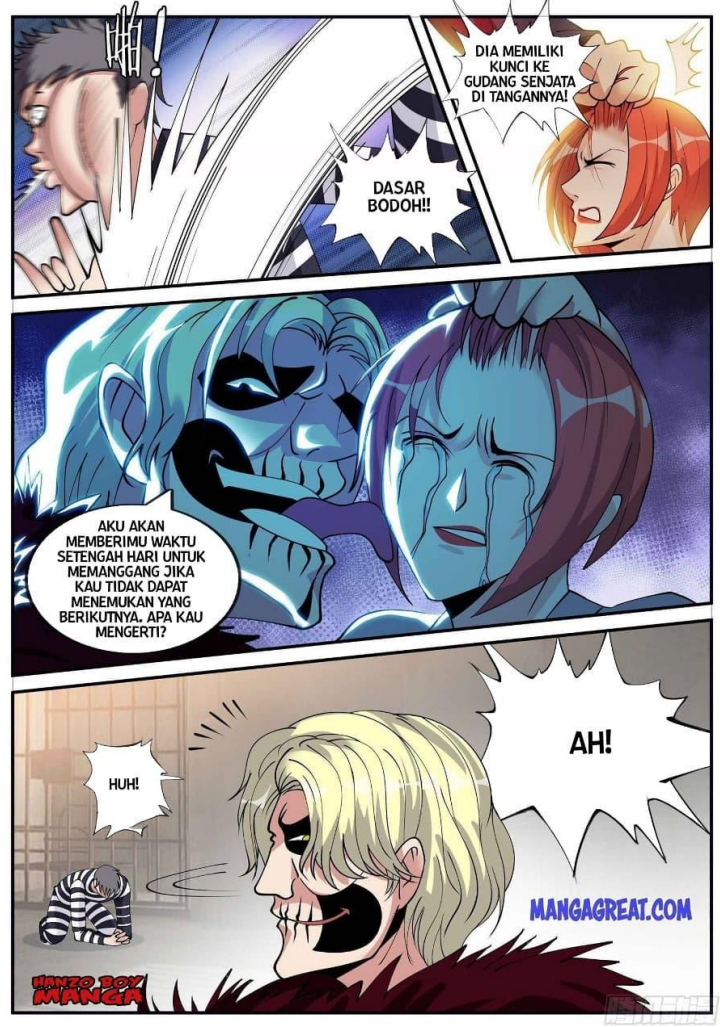 啪!
DIA MEMILIKI
KUNCI KE
GUDANG SENJATA
DI TANGANNYA!
DASAR
BODOH!!
AKU AKAN
MEMBERIMU WAKTU
SETENGAH HARI UNTUK
MEMANGGANG JIKA
KAU TIDAK DAPAT
MENEMUKAN YANG
BERIKUTNYA. APA KAU
MENGERTI?
AH!
HUH!
MANGAGREAT.COM
HANZO BOY
MANGA